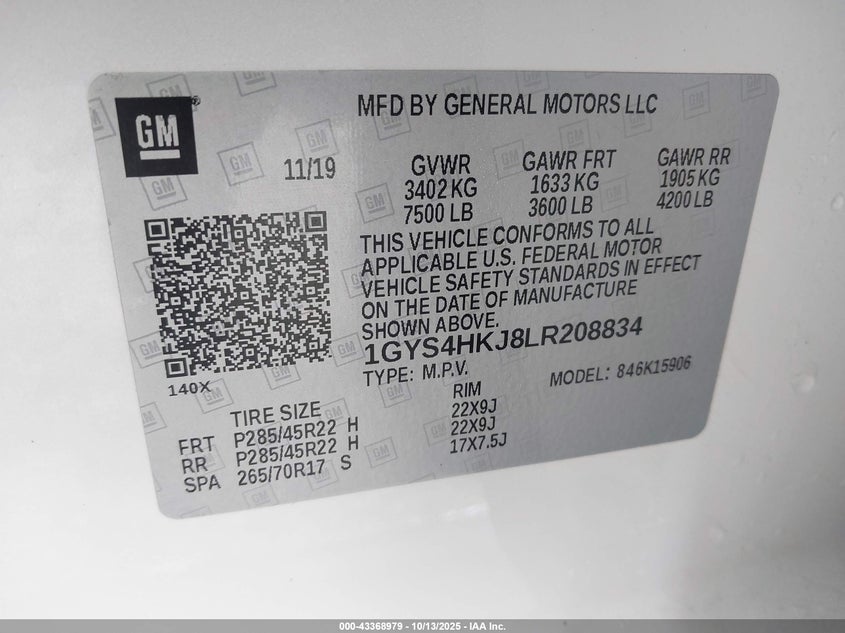 GM
MFD BY GENERAL MOTORS LLC
11/19
GVWR GAWR FRT GAWR RR
3402 KG 1633 KG 1905 KG
7500 LB 3600 LB 4200 LB
THIS VEHICLE CONFORMS TO ALL
APPLICABLE U.S. FEDERAL MOTOR
VEHICLE SAFETY STANDARDS IN EFFECT
ON THE DATE OF MANUFACTURE
SHOWN ABOVE.
1GYS4HKJ8LR208834
140X
TYPE: M.P.V. MODEL: 846K15906
TIRE SIZE RIM
FRT P285/45R22 H 22X9J
RR P285/45R22 H 22X9J
SPA 265/70R17 S 17X7.5J
000-43368979 - 10/13/2025 - IAA Inc.